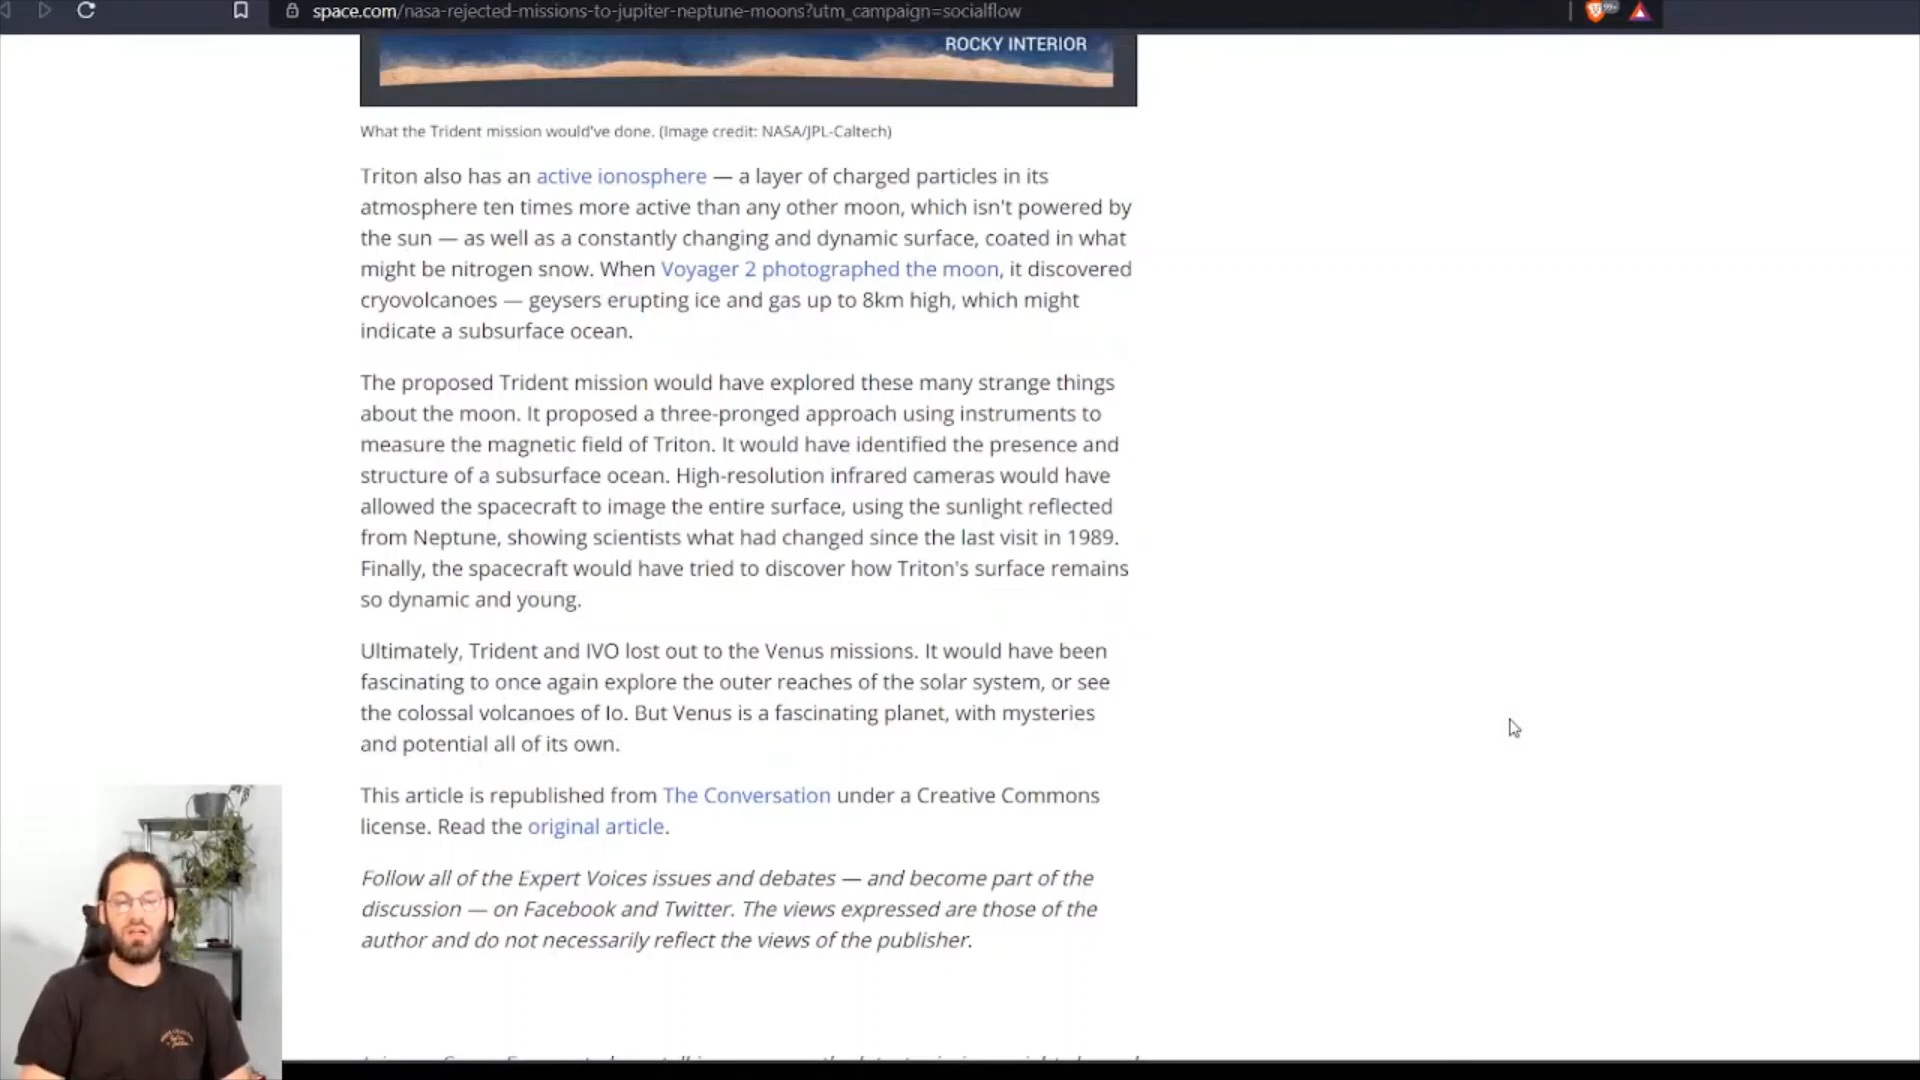 space.com/nasa-rejected-missions-to-jupiter-neptune-moons?utm_campaign=socialflow
99+
ROCKY INTERIOR
What the Trident mission would've done. (Image credit: NASA/JPL-Caltech)
Triton also has an active ionosphere — a layer of charged particles in its
atmosphere ten times more active than any other moon, which isn't powered by
the sun — as well as a constantly changing and dynamic surface, coated in what
might be nitrogen snow. When Voyager 2 photographed the moon, it discovered
cryovolcanoes — geysers erupting ice and gas up to 8km high, which might
indicate a subsurface ocean.
The proposed Trident mission would have explored these many strange things
about the moon. It proposed a three-pronged approach using instruments to
measure the magnetic field of Triton. It would have identified the presence and
structure of a subsurface ocean. High-resolution infrared cameras would have
allowed the spacecraft to image the entire surface, using the sunlight reflected
from Neptune, showing scientists what had changed since the last visit in 1989.
Finally, the spacecraft would have tried to discover how Triton's surface remains
so dynamic and young.
Ultimately, Trident and IVO lost out to the Venus missions. It would have been
fascinating to once again explore the outer reaches of the solar system, or see
the colossal volcanoes of Io. But Venus is a fascinating planet, with mysteries
and potential all of its own.
This article is republished from The Conversation under a Creative Commons
license. Read the original article.
Follow all of the Expert Voices issues and debates — and become part of the
discussion — on Facebook and Twitter. The views expressed are those of the
author and do not necessarily reflect the views of the publisher.